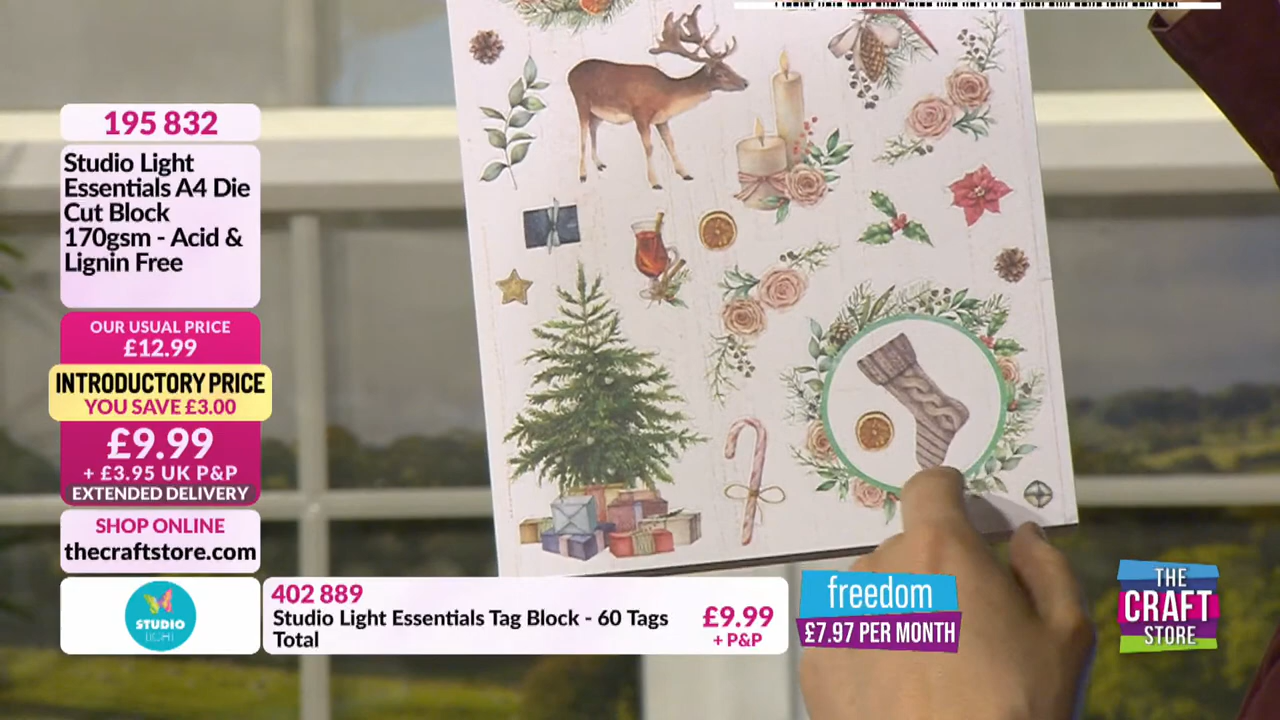 195 832
Studio Light
Essentials A4 Die
Cut Block
170gsm - Acid &
Lignin Free
OUR USUAL PRICE
£12.99
INTRODUCTORY PRICE
YOU SAVE £3.00
£9.99
+ £3.95 UK P&P
EXTENDED DELIVERY
SHOP ONLINE
thecraftstore.com
STUDIO
LIGHT
402 889
Studio Light Essentials Tag Block - 60 Tags
Total
£9.99
+ P&P
freedom
£7.97 PER MONTH
THE
CRAFT
STORE